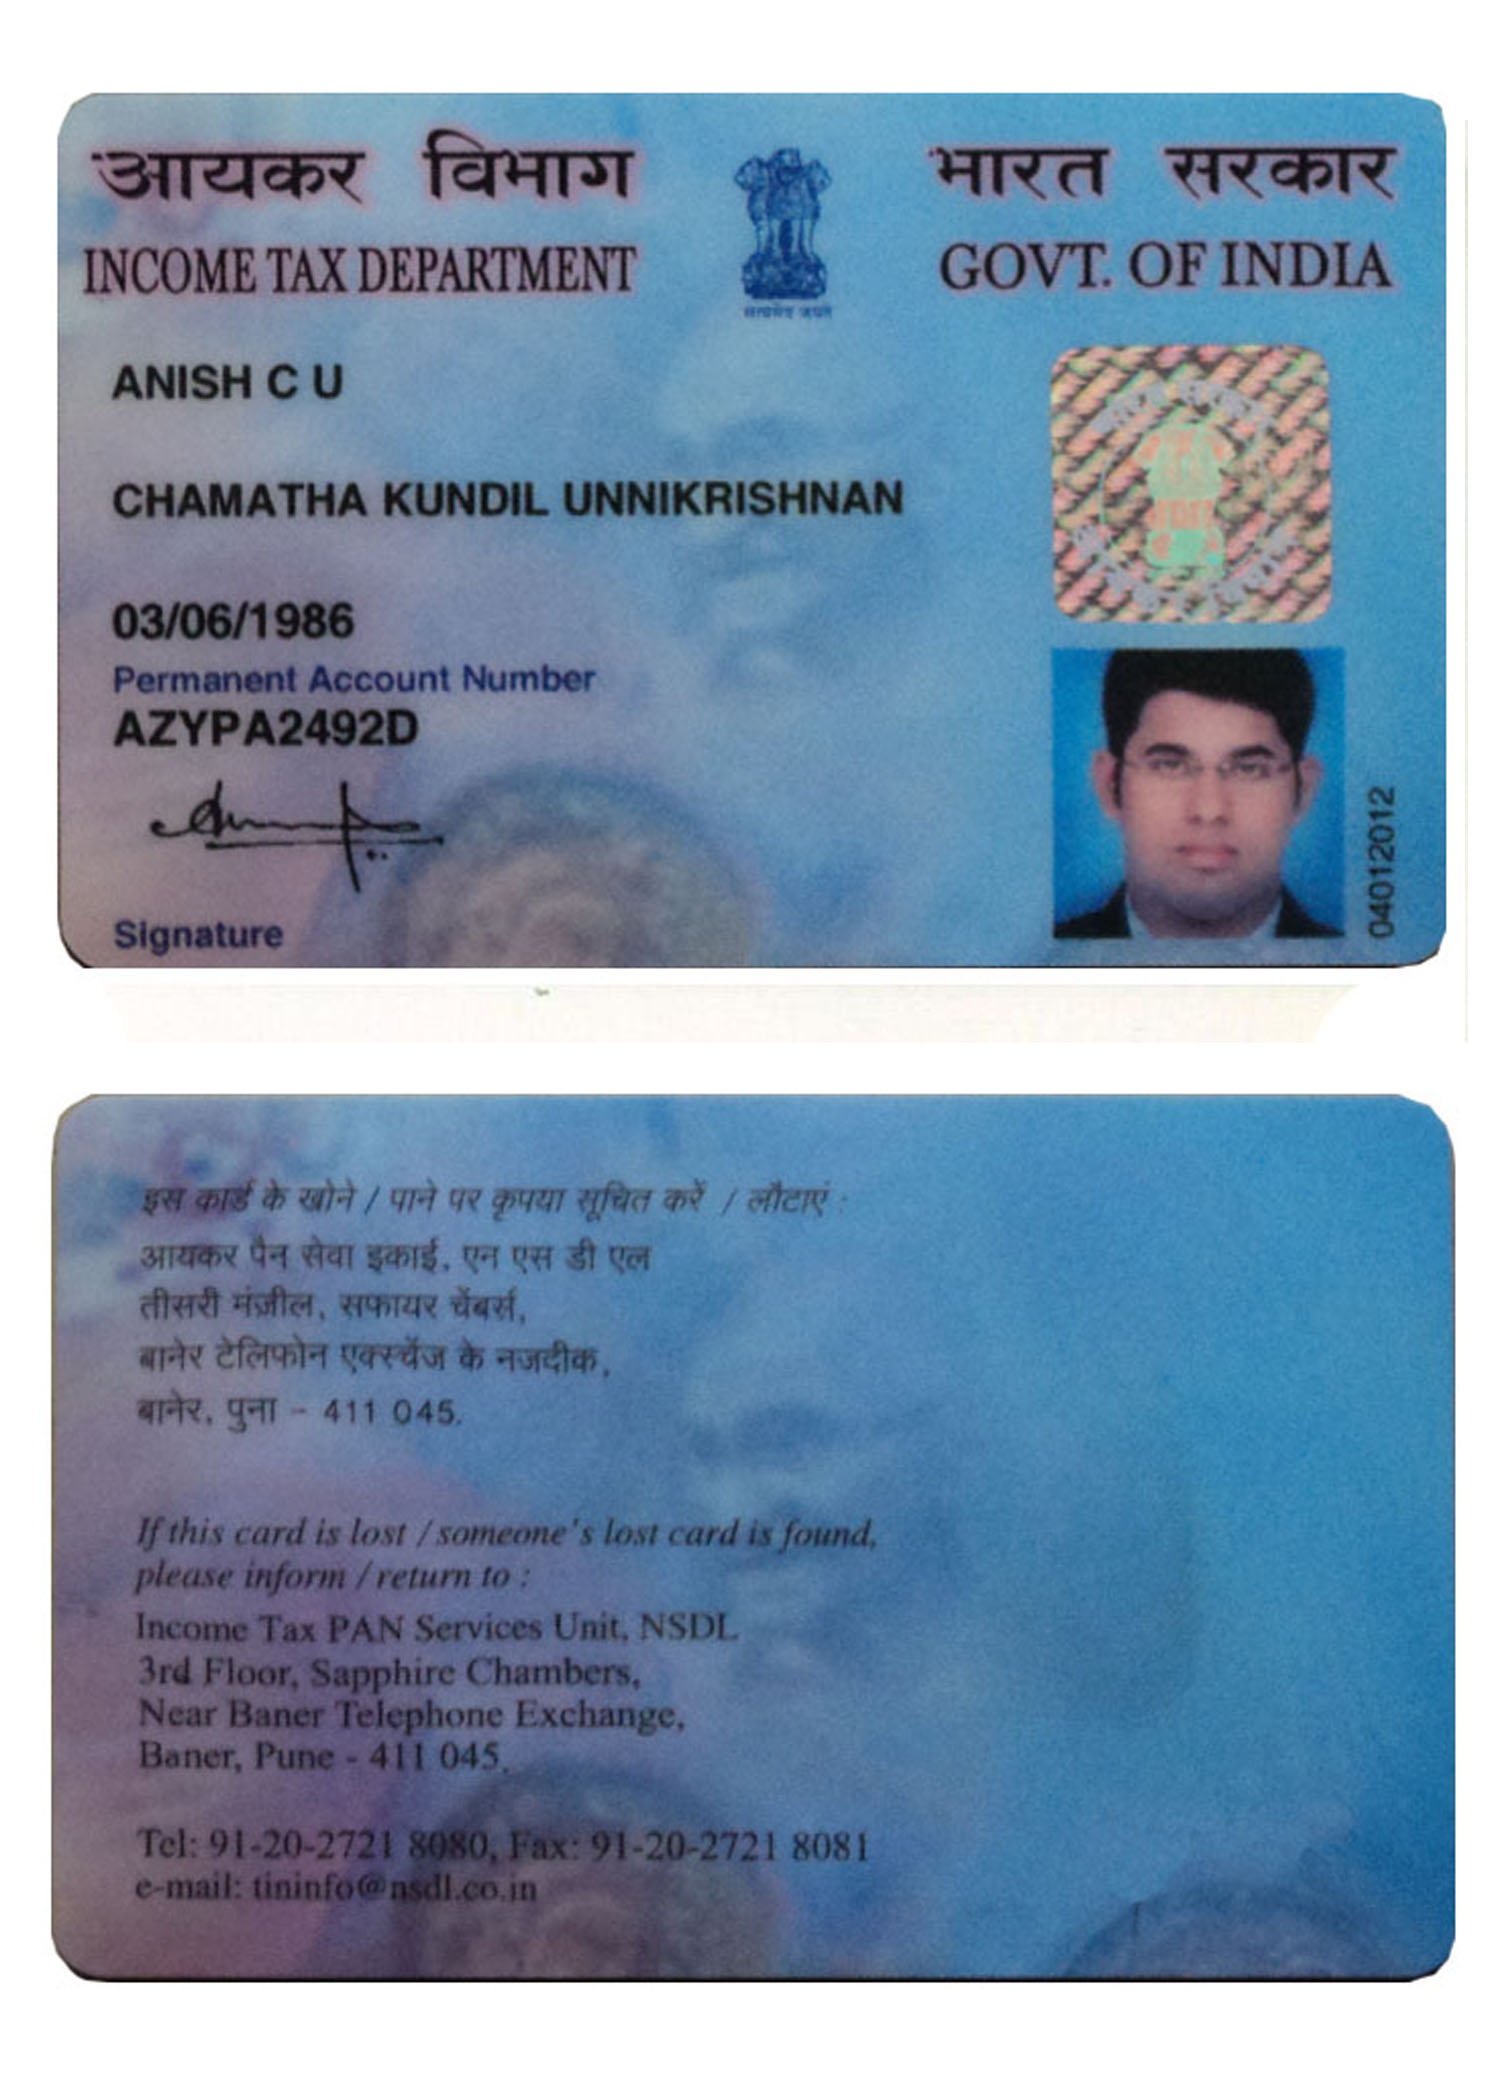 आयकर विभाग
INCOME TAX DEPARTMENT
सत्यमेव जयते
भारत सरकार
GOVT. OF INDIA
ANISH C U
CHAMATHA KUNDIL UNNIKRISHNAN
03/06/1986
Permanent Account Number
AZYPA2492D
Signature
04012012
इस कार्ड के खोने / पाने पर कृपया सूचित करें / लौटाएं :
आयकर पैन सेवा इकाई, एन एस डी एल
तीसरी मंज़ील, सफायर चेंबर्स,
बानेर टेलिफोन एक्स्चेंज के नजदीक,
बानेर, पुना - 411 045.
If this card is lost / someone's lost card is found,
please inform / return to :
Income Tax PAN Services Unit, NSDL
3rd Floor, Sapphire Chambers,
Near Baner Telephone Exchange,
Baner, Pune - 411 045.
Tel: 91-20-2721 8080, Fax: 91-20-2721 8081
e-mail: tininfo@nsdl.co.in